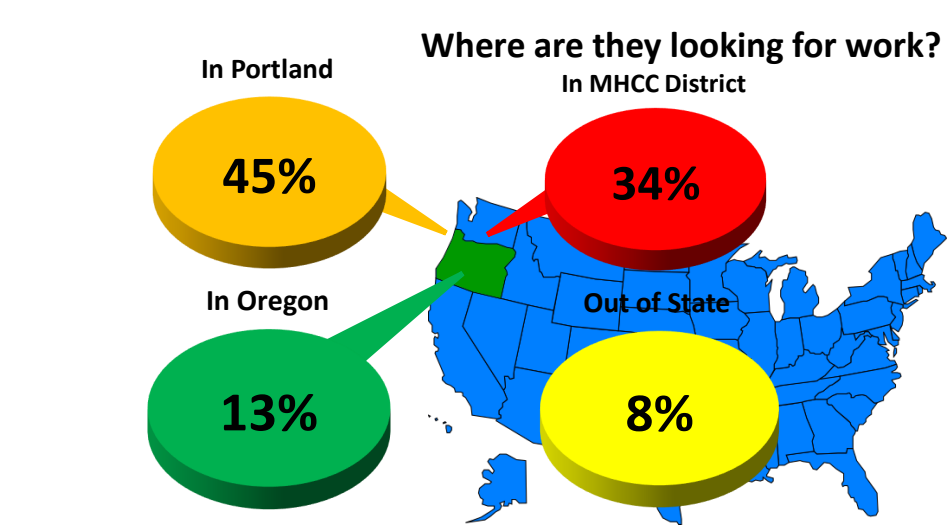 Where are they looking for work?
In Portland
In MHCC District
45%
34%
In Oregon
Out of State
13%
8%